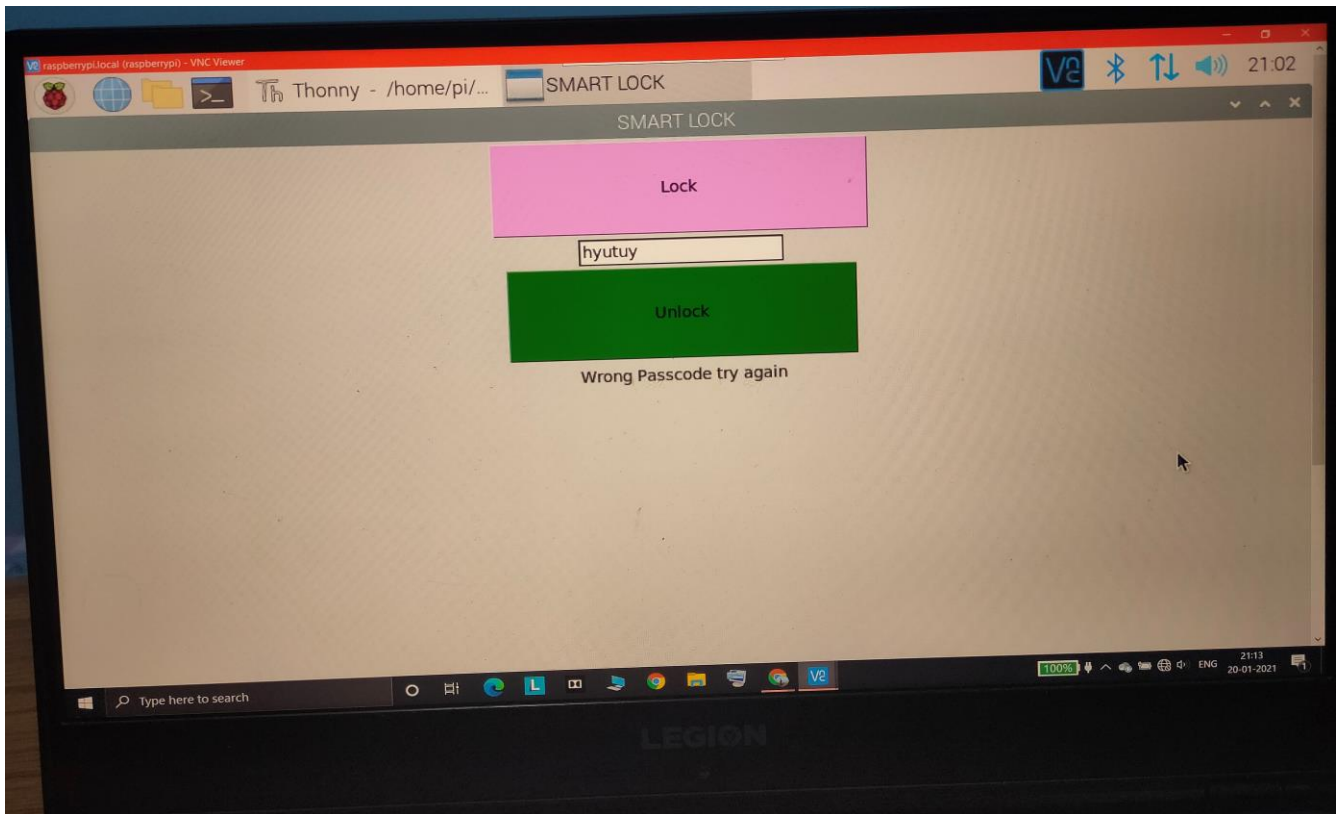 raspberrypi.local (raspberrypi) - VNC Viewer
Thonny - /home/pi/...
SMART LOCK
21:02
SMART LOCK
Lock
hyutuy
Unlock
Wrong Passcode try again
Type here to search
L
100%
ENG
21:13
20-01-2021
LEGION